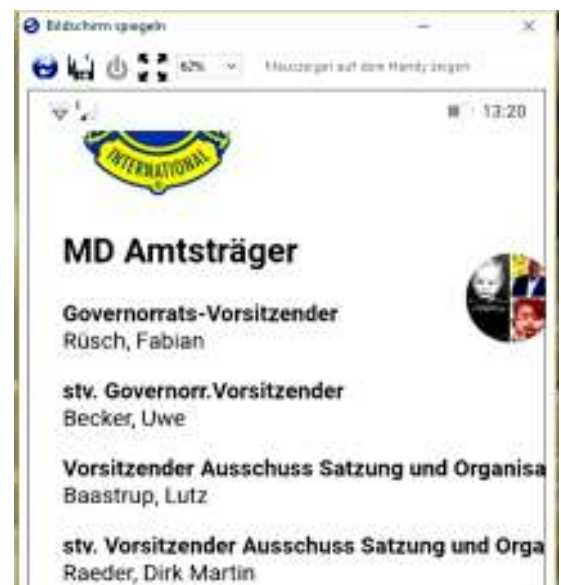 Bildschirm spiegeln
62%
Mauszeiger auf dem Handy zeigen
13:20
INTERNATIONAL
MD Amtsträger
Governorrats-Vorsitzender
Rüsch, Fabian
stv. Governorr.Vorsitzender
Becker, Uwe
Vorsitzender Ausschuss Satzung und Organisa
Baastrup, Lutz
stv. Vorsitzender Ausschuss Satzung und Orga
Raeder, Dirk Martin